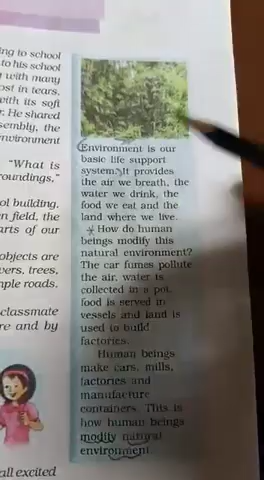 ing to school
to his school
with many
ost in tears.
with its soft
r. He shared
sembly, the
nvironment
"What is
roundings,"
ol building.
n field, the
arts of our
objects are
vers, trees,
mple roads.
classmate
re and by
all excited
Environment is our
basic life support
system. It provides
the air we breath, the
water we drink, the
food we eat and the
land where we live.
How do human
beings modify this
natural environment?
The car fumes pollute
the air, water is
collected in a pot,
food is served in
vessels and land is
used to build
factories.
Human beings
make cars, mills,
factories and
manufacture
containers. This is
how human beings
modify natural
environment.